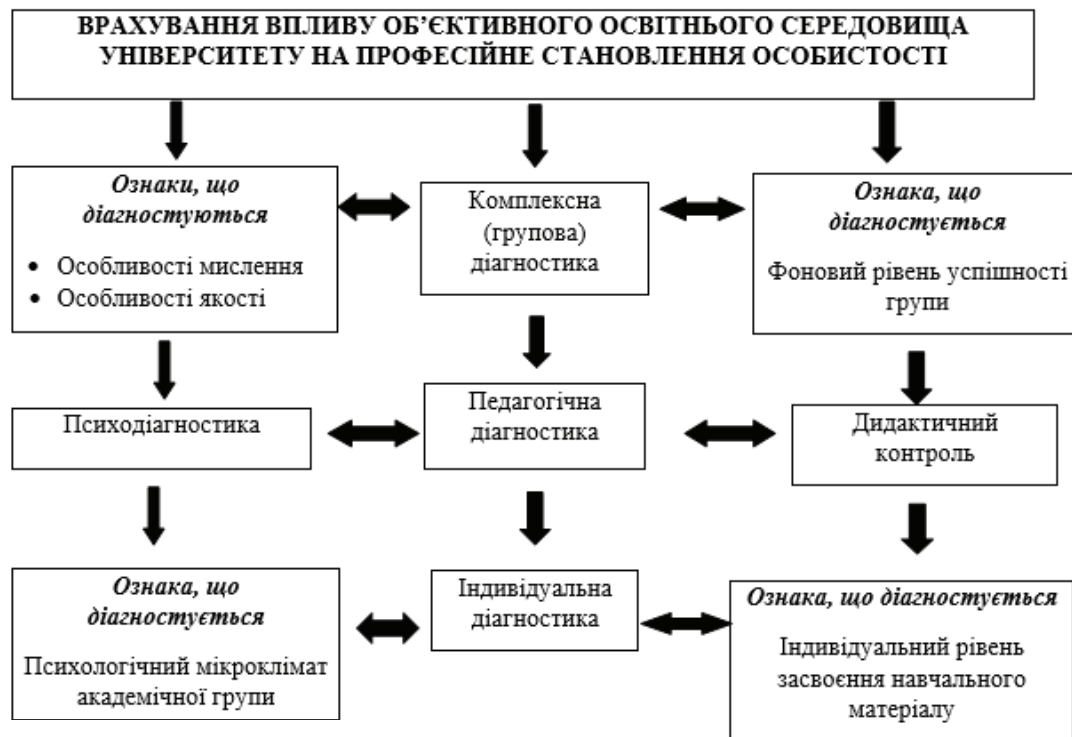 ВРАХУВАННЯ ВПЛИВУ ОБ’ЄКТИВНОГО ОСВІТНЬОГО СЕРЕДОВИЩА
УНІВЕРСИТЕТУ НА ПРОФЕСІЙНЕ СТАНОВЛЕННЯ ОСОБИСТОСТІ
Ознаки, що
діагностуються
• Особливості мислення
• Особливості якості
Комплексна
(групова)
діагностика
Ознака, що
діагностується
Фоновий рівень успішності
групи
Психодіагностика
Педагогічна
діагностика
Дидактичний
контроль
Ознака, що
діагностується
Психологічний мікроклімат
академічної групи
Індивідуальна
діагностика
Ознака, що діагностується
Індивідуальний рівень
засвоєння навчального
матеріалу